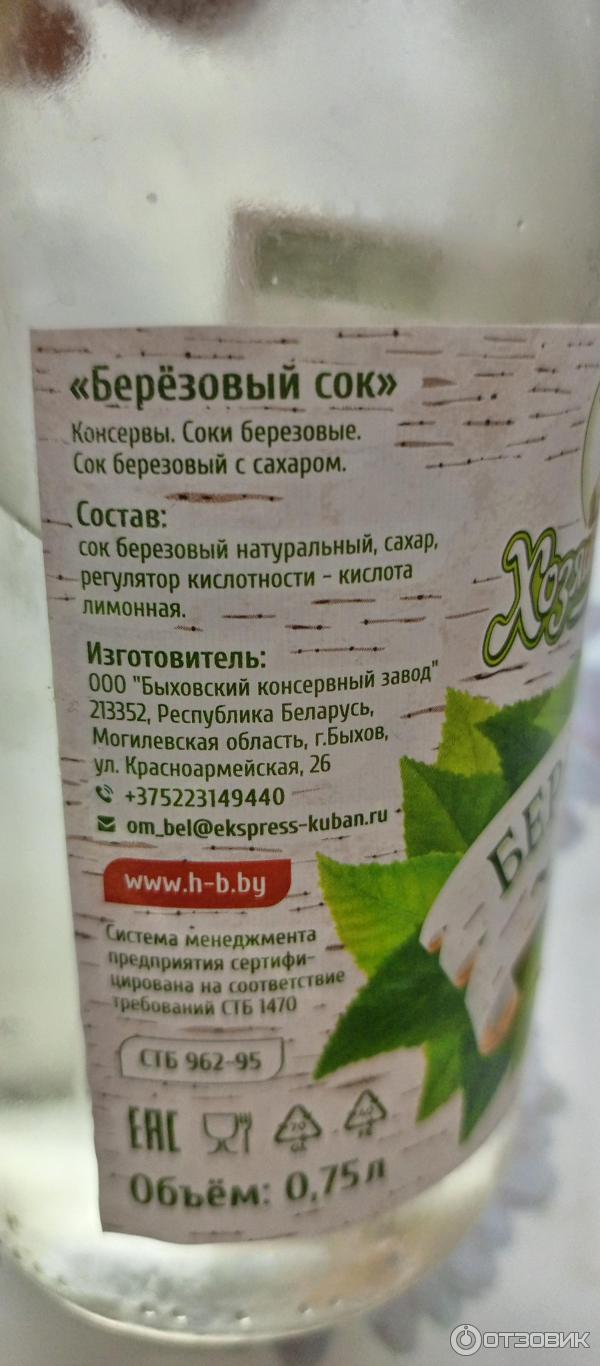 «Берёзовый сок»
Консервы. Соки березовые.
Сок березовый с сахаром.
Состав:
сок березовый натуральный, сахар,
регулятор кислотности - кислота
лимонная.
Изготовитель:
ООО "Быховский консервный завод"
213352, Республика Беларусь,
Могилевская область, г.Быхов,
ул. Красноармейская, 26
+375223149440
om_bel@ekspress-kuban.ru
www.h-b.by
Система менеджмента
предприятия сертифи-
цирована на соответствие
требований СТБ 1470
СТБ 962-95
ЕАС
Объём: 0,75л
ОТЗОВИК